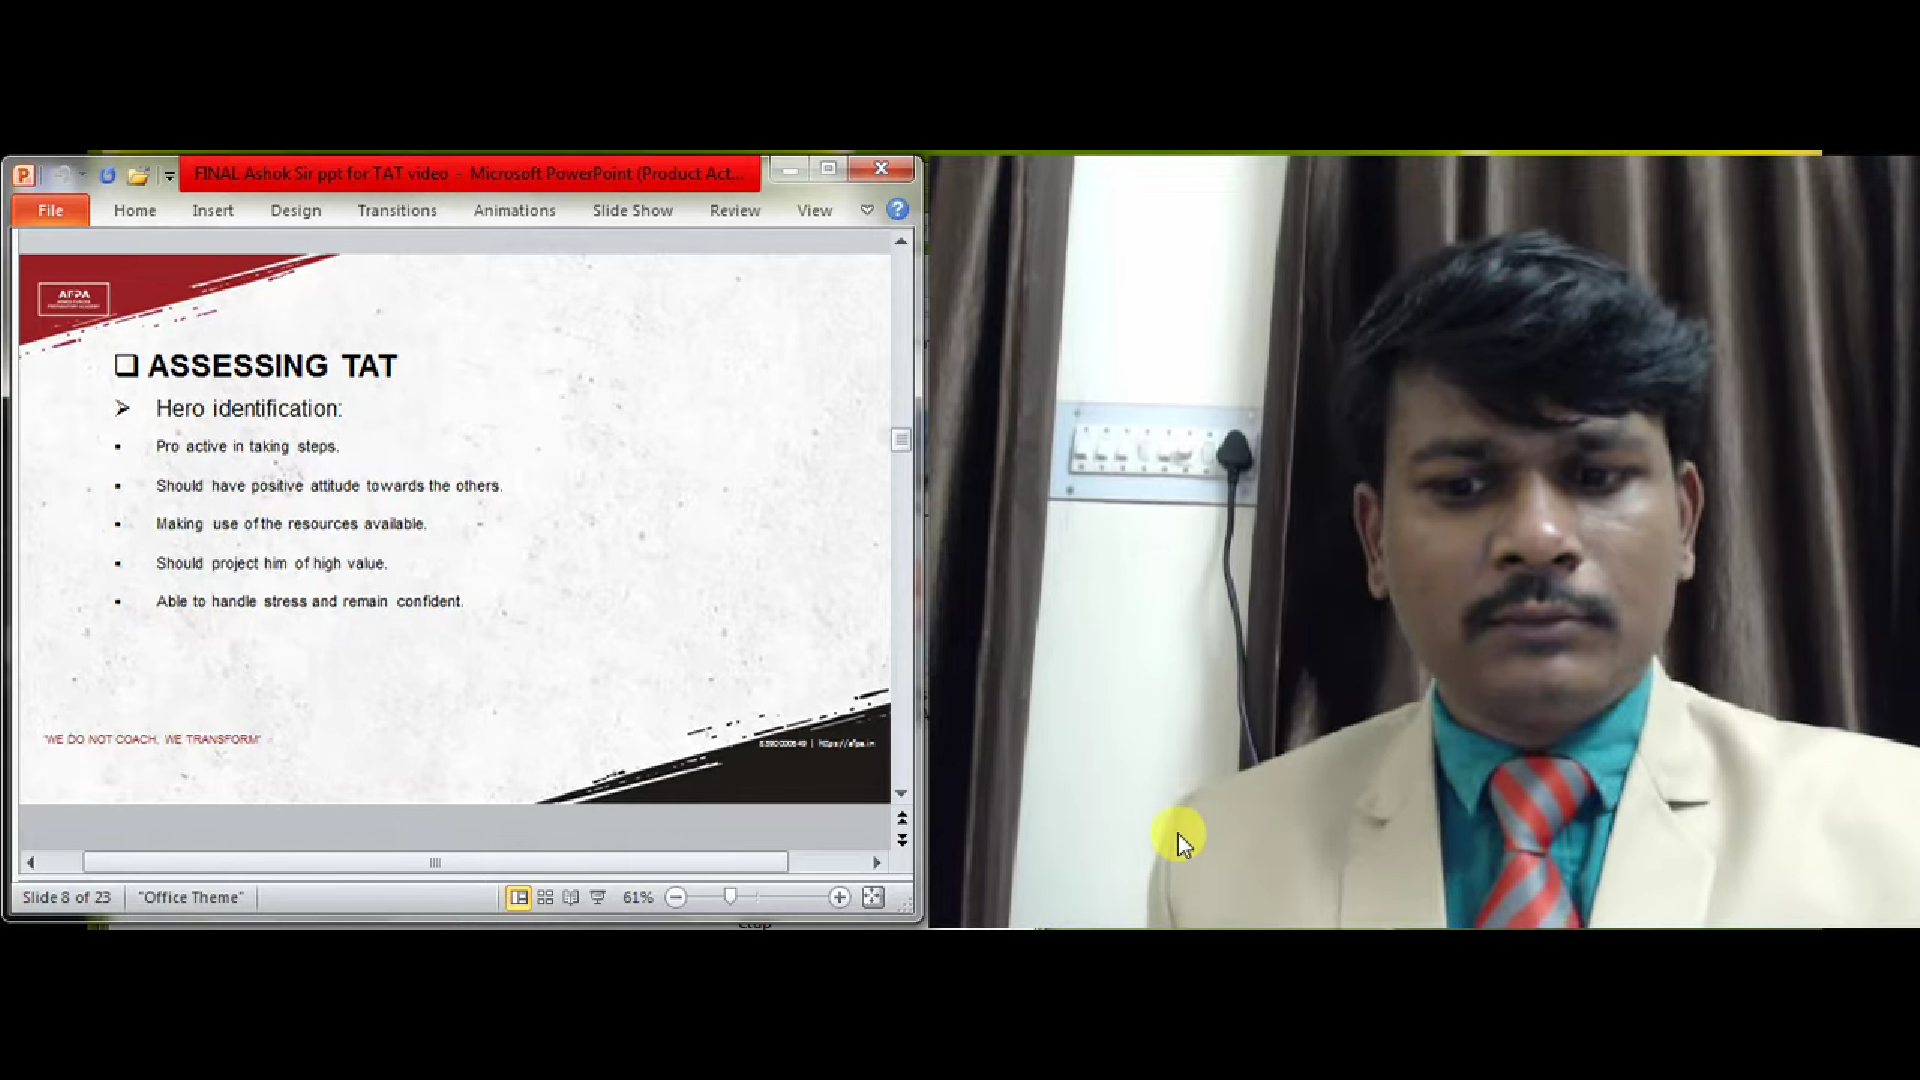 FINAL Ashok Sir ppt for TAT video - Microsoft PowerPoint (Product Act...
File Home Insert Design Transitions Animations Slide Show Review View
AFPA
ASSESSING TAT
Hero identification:
Pro active in taking steps.
Should have positive attitude towards the others.
Making use of the resources available.
Should project him of high value.
Able to handle stress and remain confident.
"WE DO NOT COACH, WE TRANSFORM"
https://afpa.in
Slide 8 of 23 "Office Theme" 61%